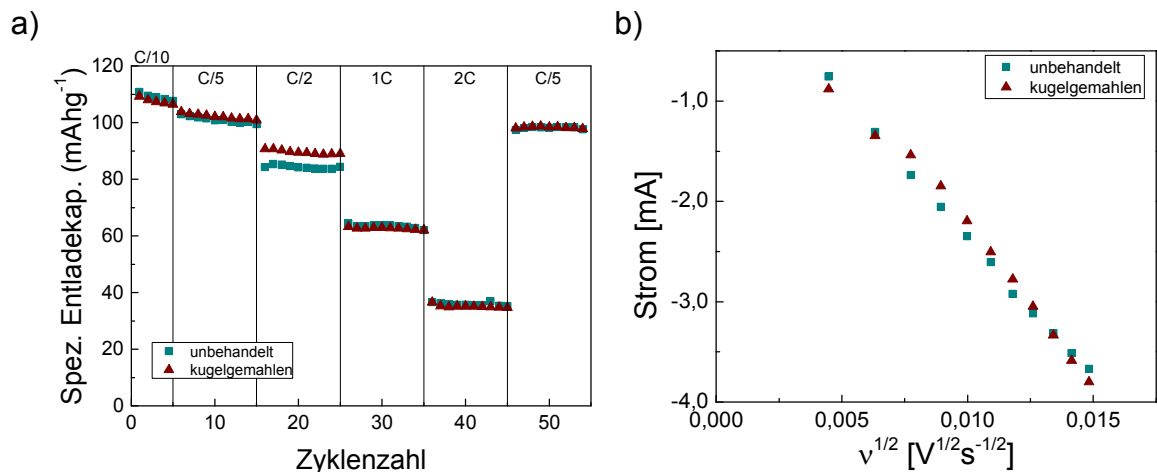 a)
Spez. Entladekap. (mAhg⁻¹)
C/10
C/5
C/2
1C
2C
C/5
120
100
80
60
40
20
0
unbehandelt
kugelgemahlen
0
10
20
30
40
50
Zyklenzahl
b)
Strom [mA]
-1,0
-2,0
-3,0
-4,0
unbehandelt
kugelgemahlen
0,000
0,005
0,010
0,015
ν^1/2 [V^1/2s^-1/2]